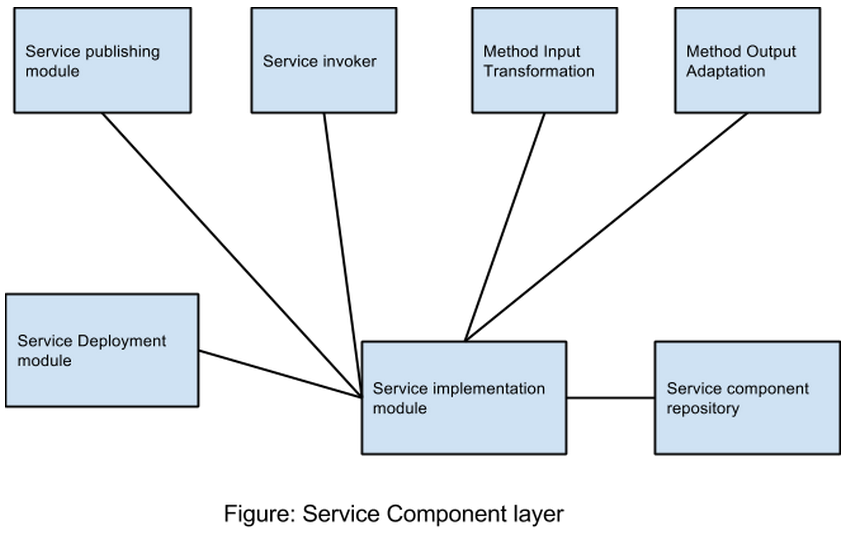 Service publishing
module
Service invoker
Method Input
Transformation
Method Output
Adaptation
Service Deployment
module
Service implementation
module
Service component
repository
Figure: Service Component layer